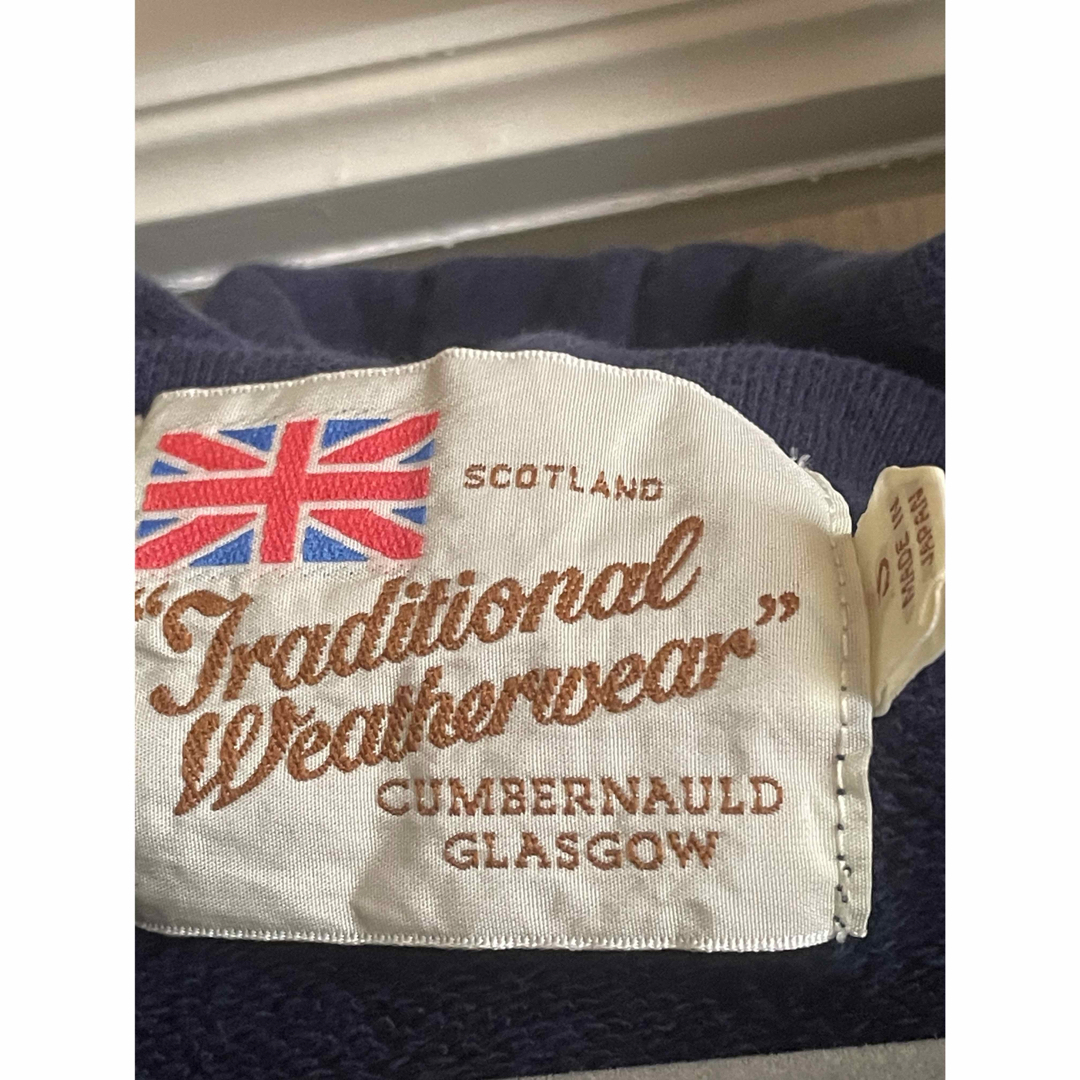 SCOTLAND
“Traditional
Weatherwear”
CUMBERNAULD
GLASGOW
MADE IN
JAPAN